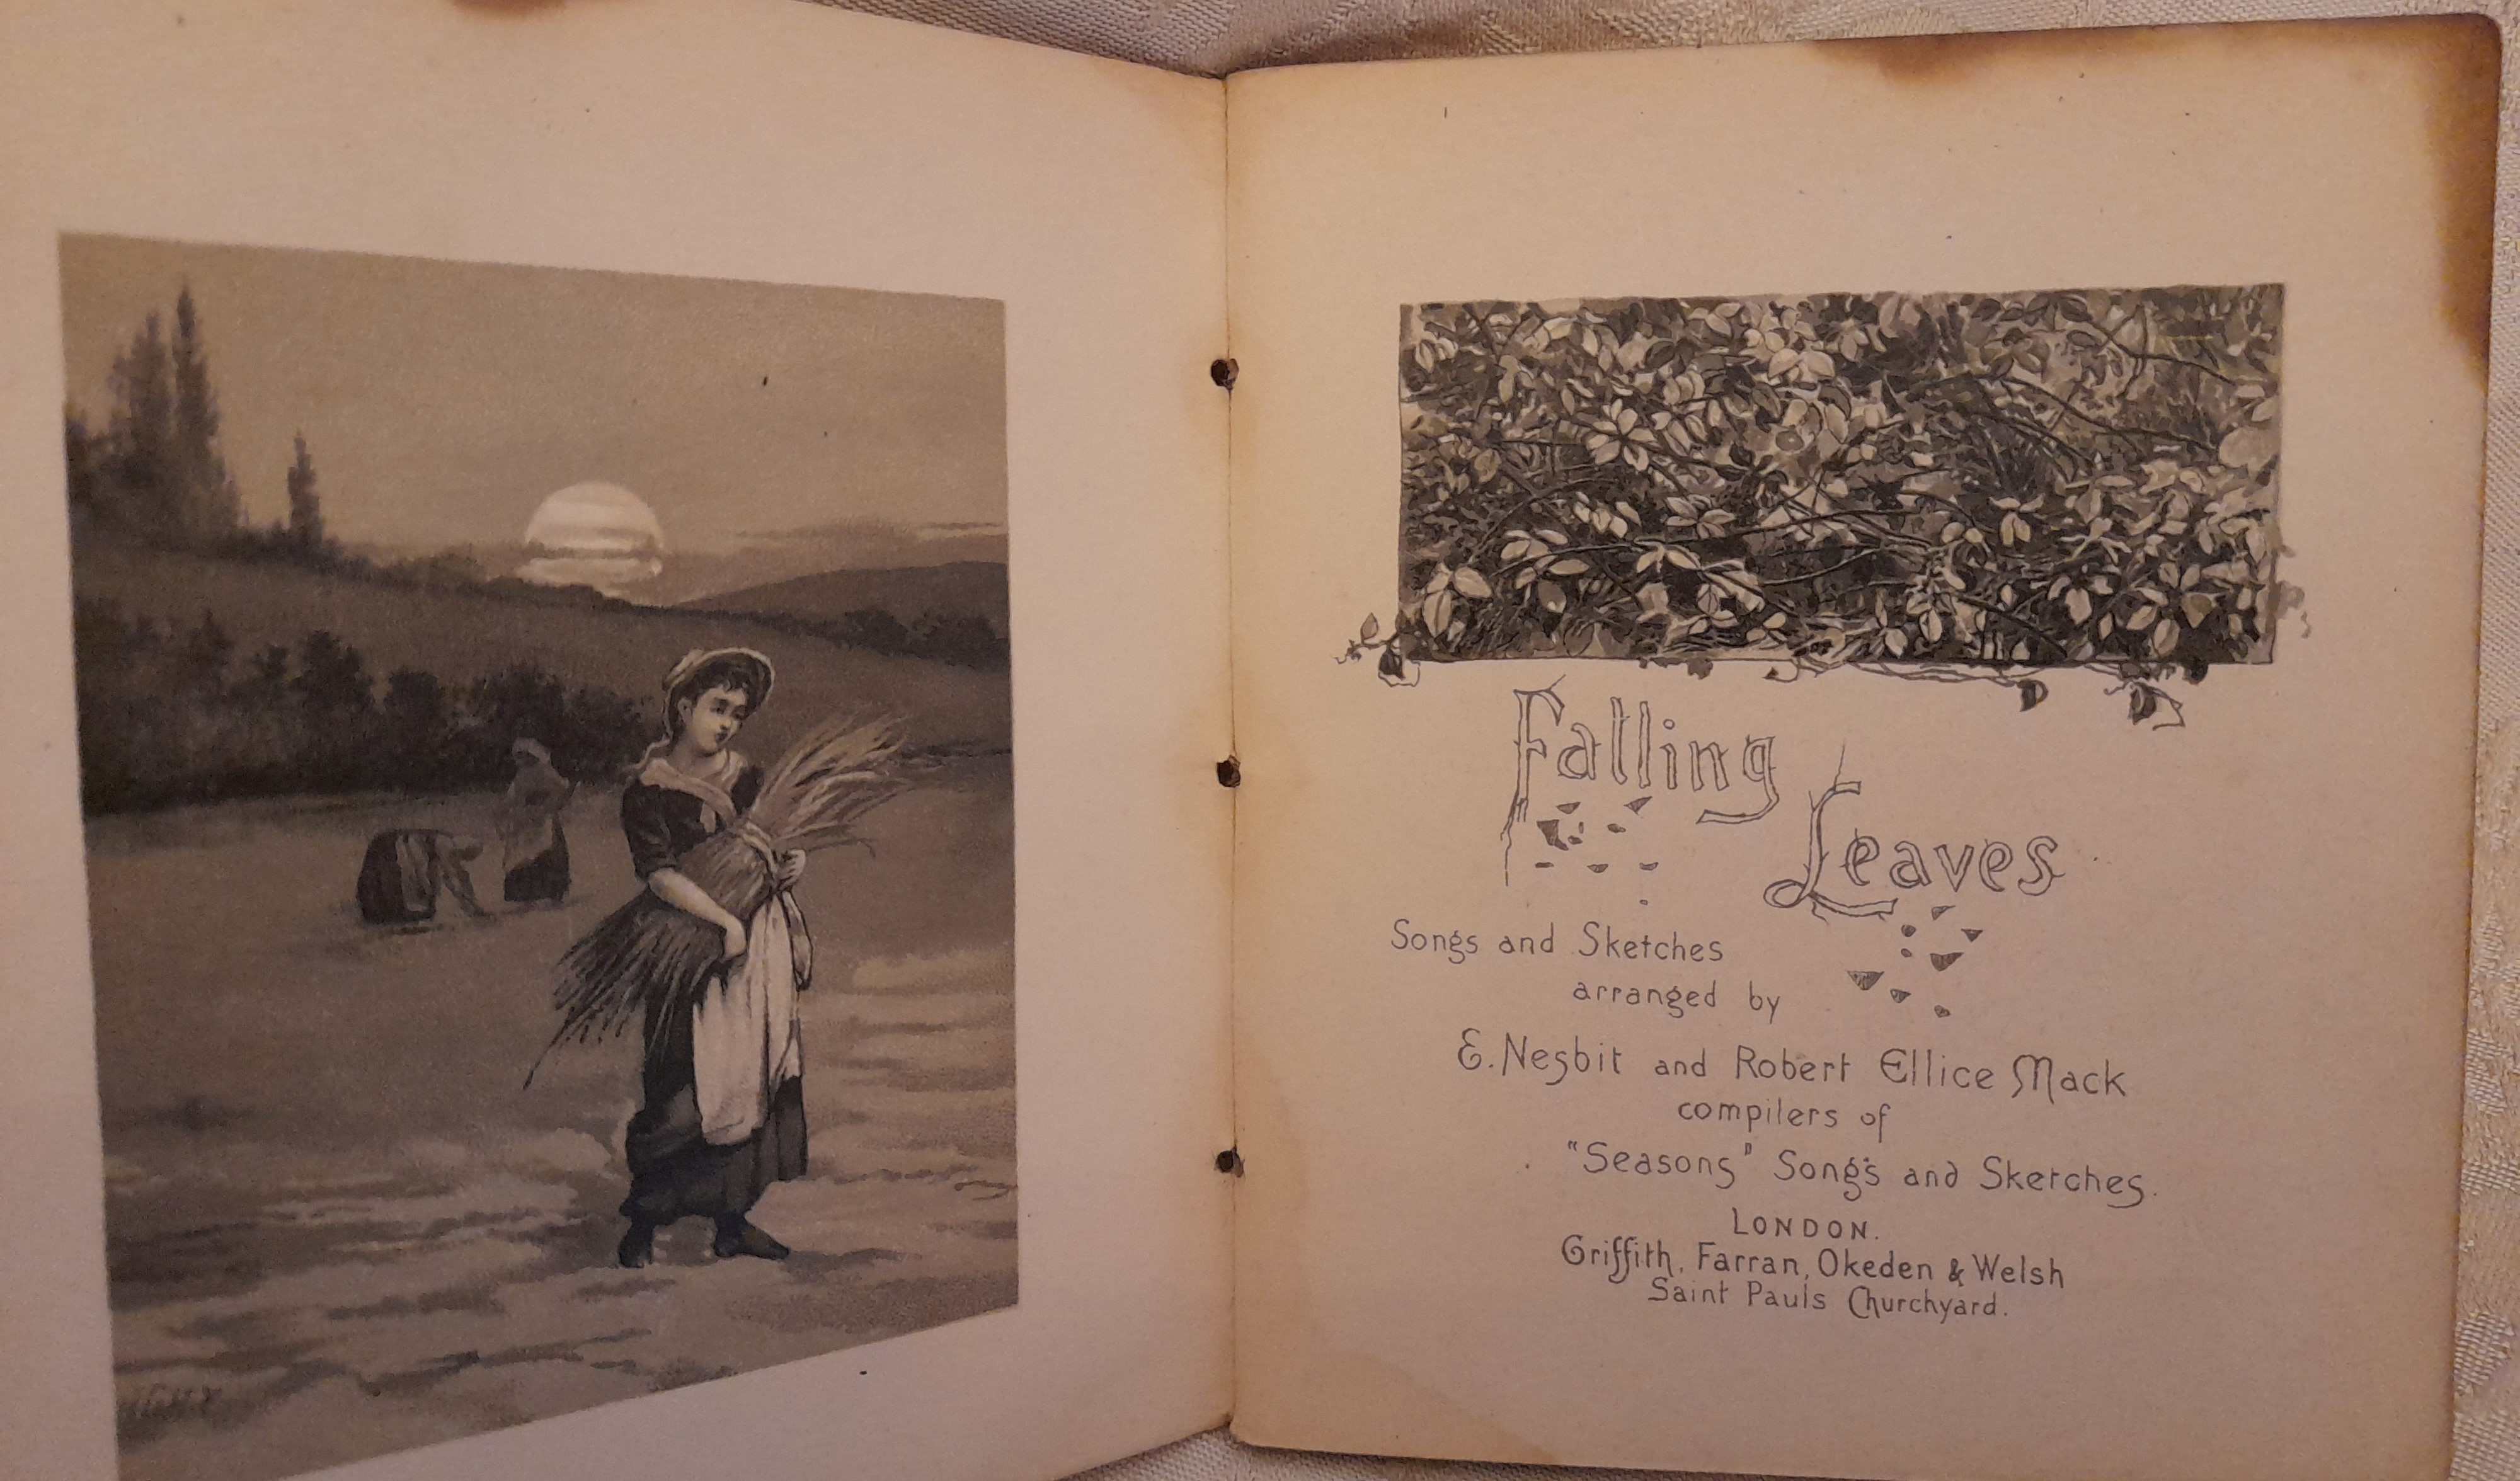 Falling
Leaves
Songs and Sketches
arranged by
E. Nesbit and Robert Ellice Mack
compilers of
"Seasons" Songs and Sketches.
LONDON.
Griffith, Farran, Okeden & Welsh
Saint Pauls Churchyard.